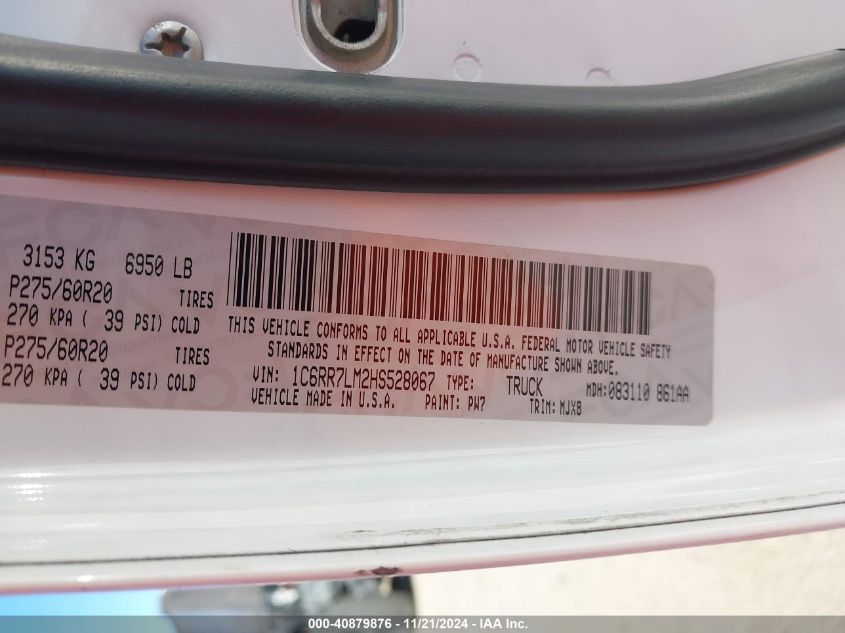 3153 KG 6950 LB
P275/60R20 TIRES
270 KPA ( 39 PSI) COLD
P275/60R20 TIRES
270 KPA ( 39 PSI) COLD
THIS VEHICLE CONFORMS TO ALL APPLICABLE U.S.A. FEDERAL MOTOR VEHICLE SAFETY
STANDARDS IN EFFECT ON THE DATE OF MANUFACTURE SHOWN ABOVE.
VIN: 1C6RR7LM2HS528067 TYPE: TRUCK MDH:083110 861AA
VEHICLE MADE IN U.S.A. PAINT: PW7 TRIM: MJX8
000-40879876 - 11/21/2024 - IAA Inc.